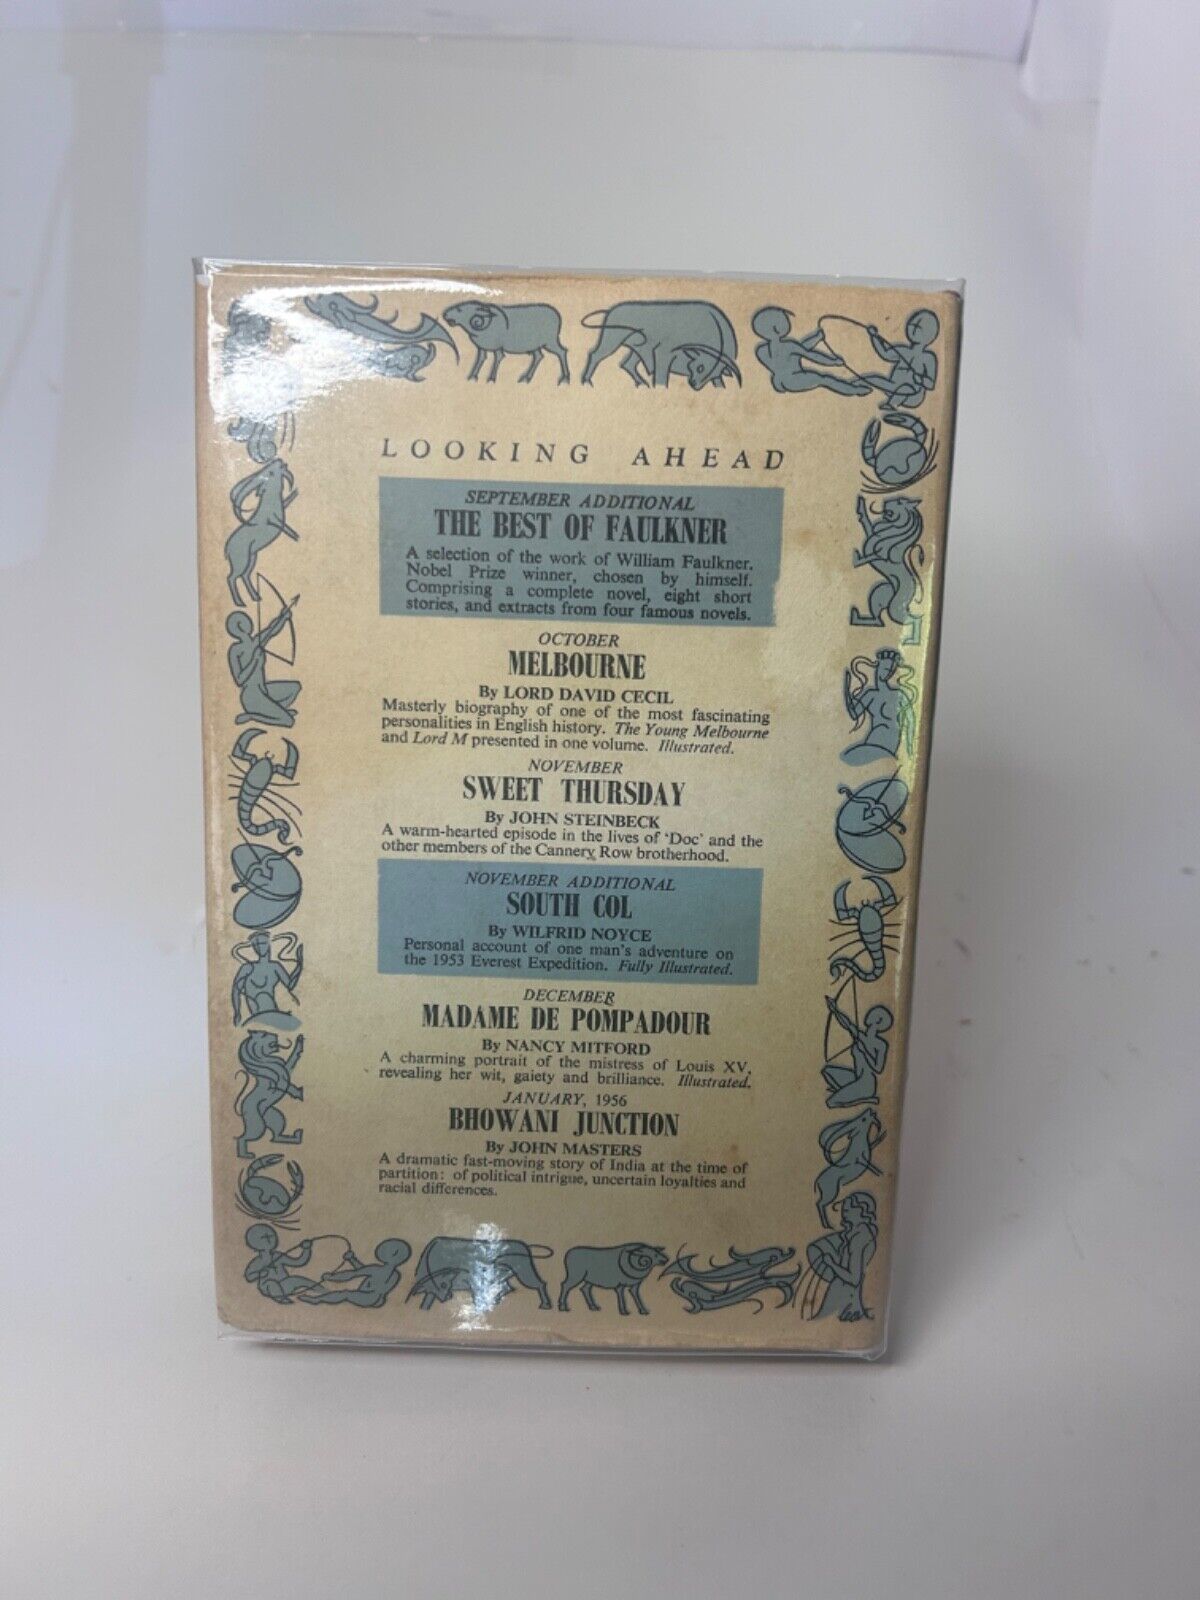 LOOKING AHEAD
SEPTEMBER ADDITIONAL
THE BEST OF FAULKNER
A selection of the work of William Faulkner.
Nobel Prize winner, chosen by himself.
Comprising a complete novel, eight short
stories, and extracts from four famous novels.
OCTOBER
MELBOURNE
By LORD DAVID CECIL
Masterly biography of one of the most fascinating
personalities in English history. The Young Melbourne
and Lord M presented in one volume. Illustrated.
NOVEMBER
SWEET THURSDAY
By JOHN STEINBECK
A warm-hearted episode in the lives of 'Doc' and the
other members of the Cannery Row brotherhood.
NOVEMBER ADDITIONAL
SOUTH COL
By WILFRID NOYCE
Personal account of one man's adventure on
the 1953 Everest Expedition. Fully Illustrated.
DECEMBER
MADAME DE POMPADOUR
By NANCY MITFORD
A charming portrait of the mistress of Louis XV,
revealing her wit, gaiety and brilliance. Illustrated.
JANUARY, 1956
BHOWANI JUNCTION
By JOHN MASTERS
A dramatic fast-moving story of India at the time of
partition: of political intrigue, uncertain loyalties and
racial differences.